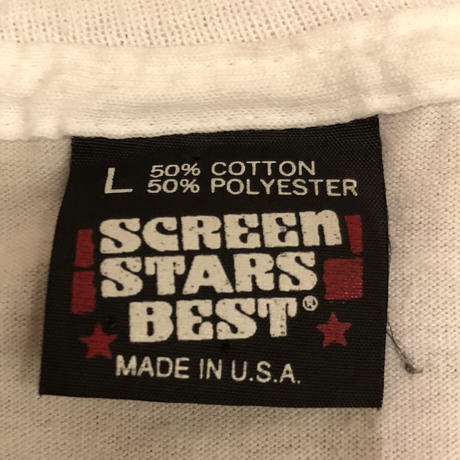 L 50% COTTON
50% POLYESTER
SCREEN
STARS
BEST®
MADE IN U.S.A.